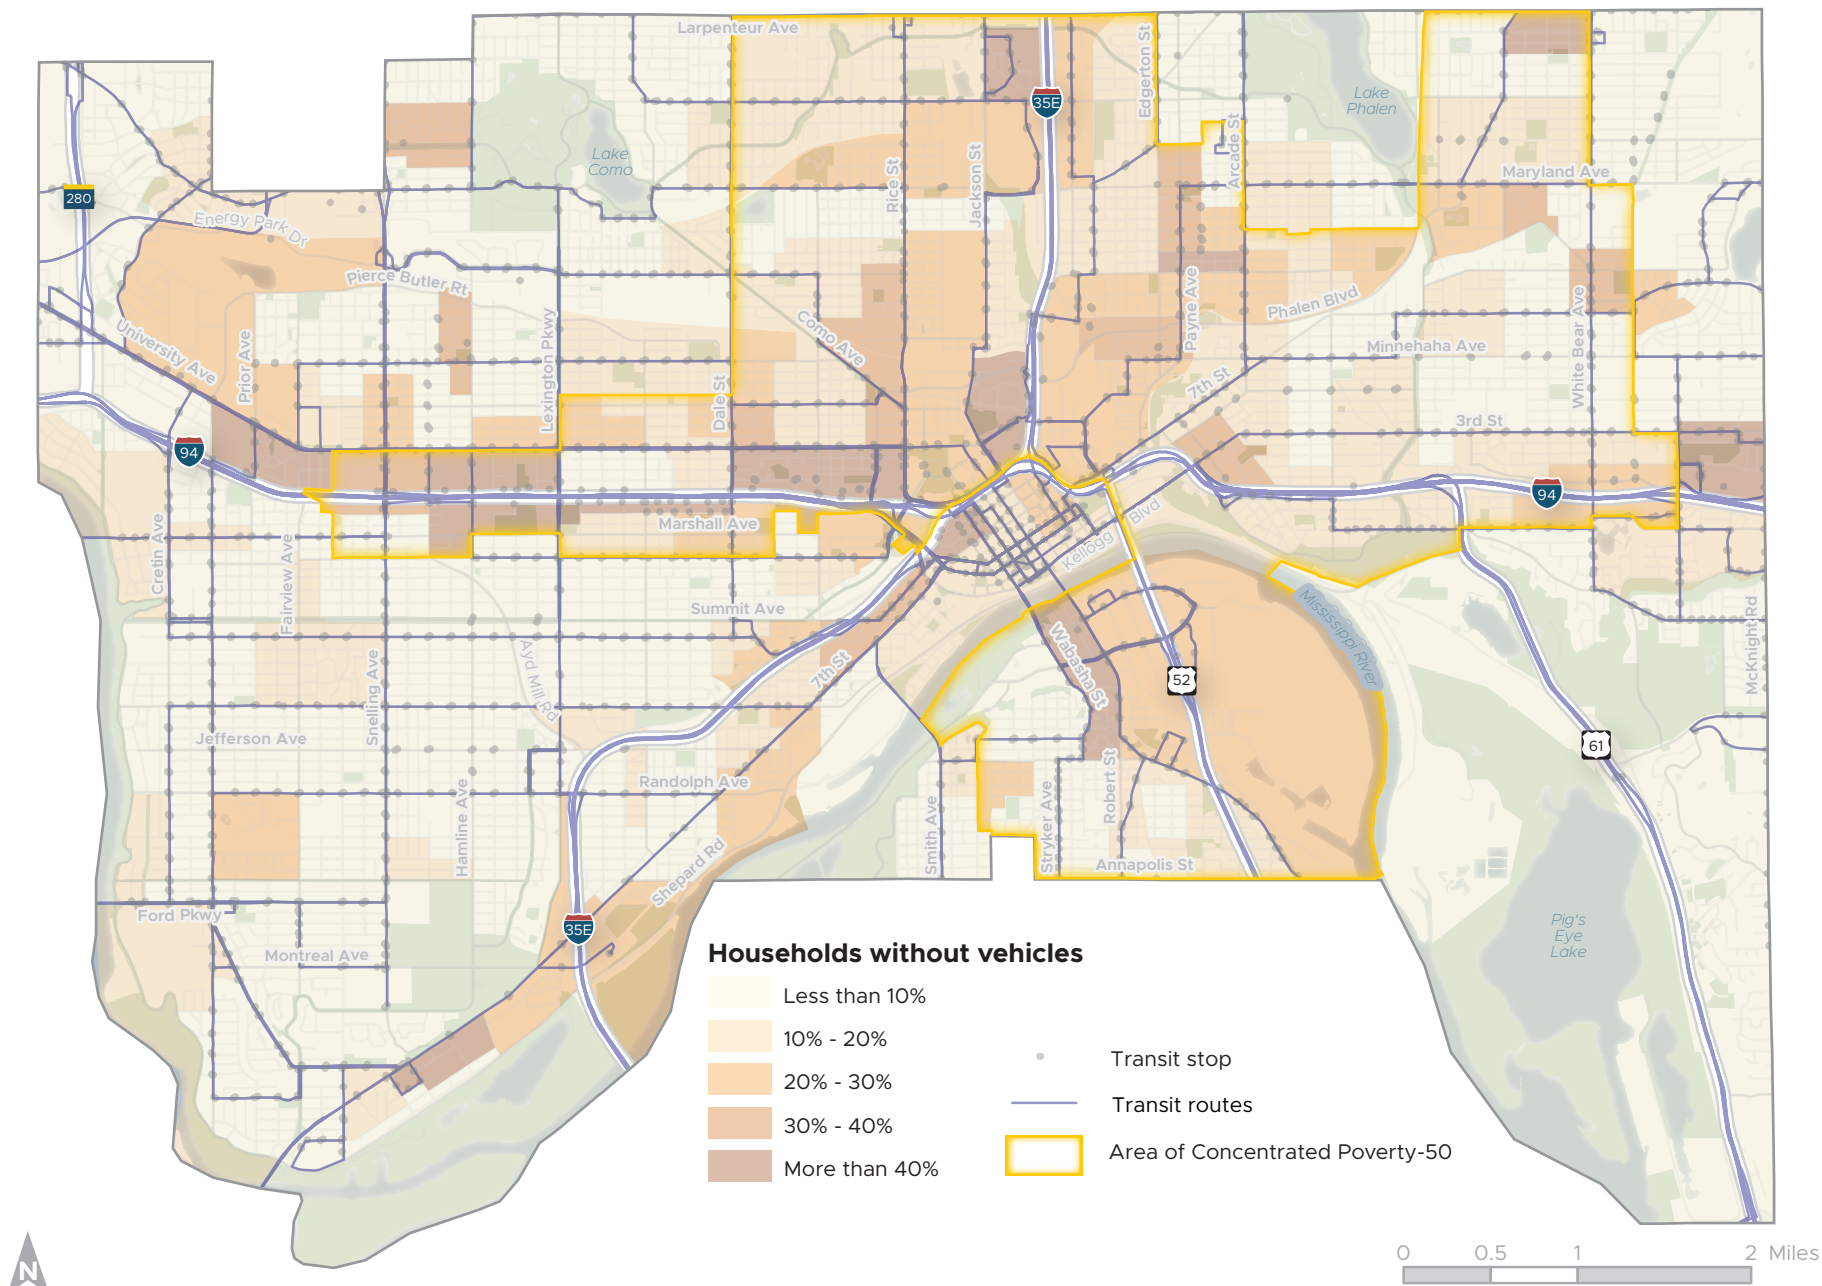 Larpenteur Ave
Edgerton St
35E
Lake
Phalen
Arcade St
Lake
Como
Rice St
Jackson St
Maryland Ave
280
Energy Park Dr
Pierce Butler Rt
Phalen Blvd
Payne Ave
White Bear Ave
University Ave
Prior Ave
Lexington Pkwy
Como Ave
Minnehaha Ave
Dale St
7th St
3rd St
94
94
Marshall Ave
Kellogg Blvd
Cretin Ave
Fairview Ave
Summit Ave
Mississippi River
McKnight Rd
Ayd Mill Rd
Wabasha St
7th St
52
Snelling Ave
Jefferson Ave
61
Randolph Ave
Hamline Ave
Smith Ave
Stryker Ave
Robert St
Shepard Rd
Annapolis St
Ford Pkwy
35E
Montreal Ave
Pig's
Eye
Lake
Households without vehicles
Less than 10%
10% - 20%
20% - 30%
30% - 40%
More than 40%
Transit stop
Transit routes
Area of Concentrated Poverty-50
N
0 0.5 1 2 Miles